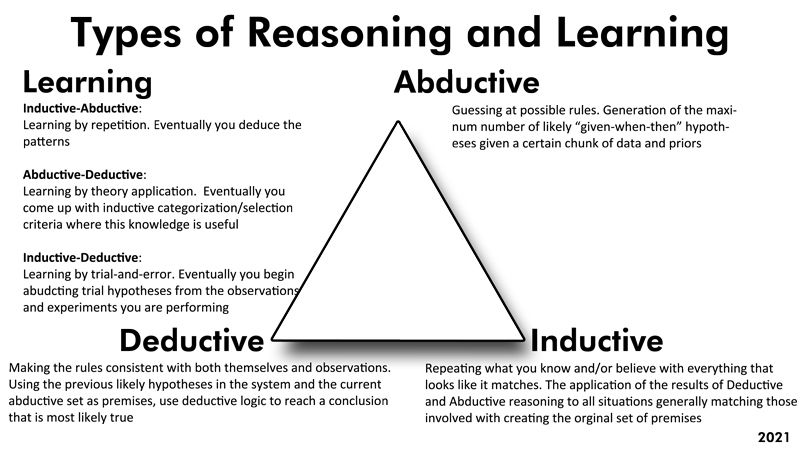 Types of Reasoning and Learning
Learning
Inductive-Abductive:
Learning by repetition. Eventually you deduce the
patterns
Abductive-Deductive:
Learning by theory application. Eventually you
come up with inductive categorization/selection
criteria where this knowledge is useful
Inductive-Deductive:
Learning by trial-and-error. Eventually you begin
abudcting trial hypotheses from the observations
and experiments you are performing
Abductive
Guessing at possible rules. Generation of the maxi-
num number of likely “given-when-then” hypoth-
eses given a certain chunk of data and priors
Deductive
Making the rules consistent with both themselves and observations.
Using the previous likely hypotheses in the system and the current
abductive set as premises, use deductive logic to reach a conclusion
that is most likely true
Inductive
Repeating what you know and/or believe with everything that
looks like it matches. The application of the results of Deductive
and Abductive reasoning to all situations generally matching those
involved with creating the orginal set of premises
2021